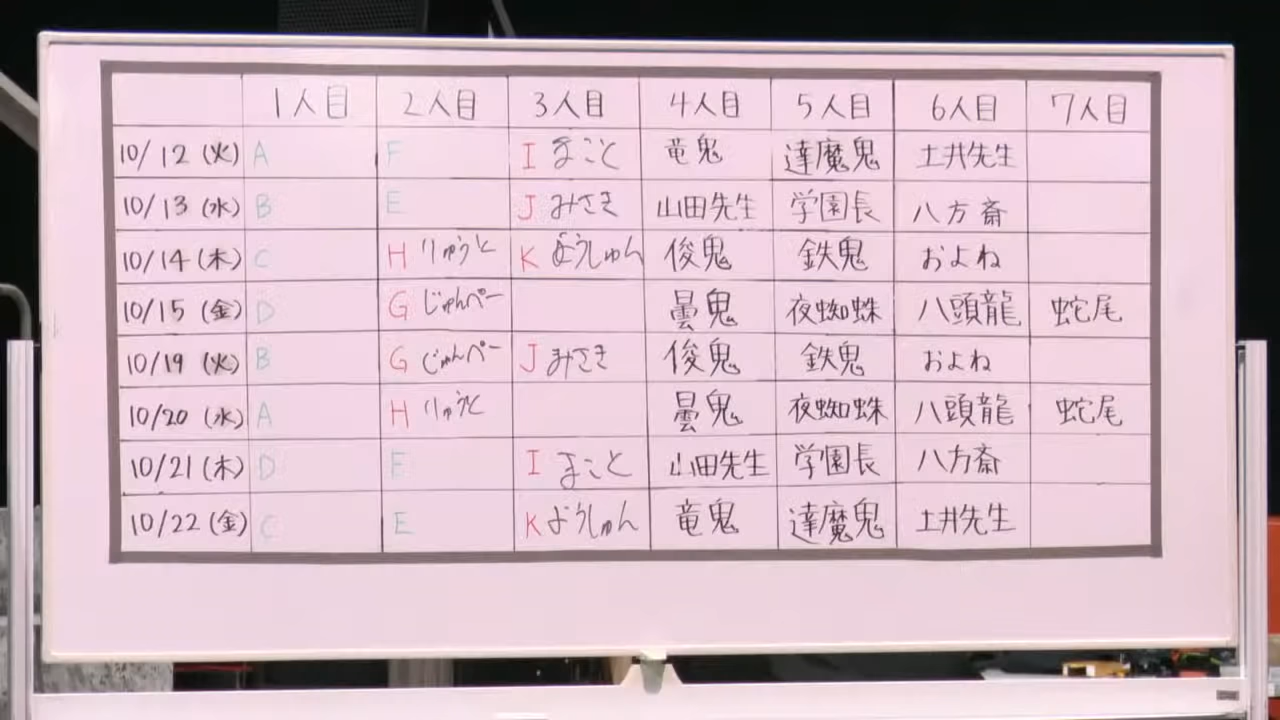 1人目 2人目 3人目 4人目 5人目 6人目 7人目
10/12(火) A F I まこと 竜鬼 達魔鬼 土井先生
10/13(水) B E J みさき 山田先生 学園長 八方斎
10/14(木) C H りゅうと K ようしゅん 俊鬼 鉄鬼 およね
10/15(金) D G じゅんぺー 曇鬼 夜蜘蛛 八頭龍 蛇尾
10/19(火) B G じゅんぺー J みさき 俊鬼 鉄鬼 およね
10/20(水) A H りゅうと 曇鬼 夜蜘蛛 八頭龍 蛇尾
10/21(木) D E I まこと 山田先生 学園長 八方斎
10/22(金) C E K ようしゅん 竜鬼 達魔鬼 土井先生